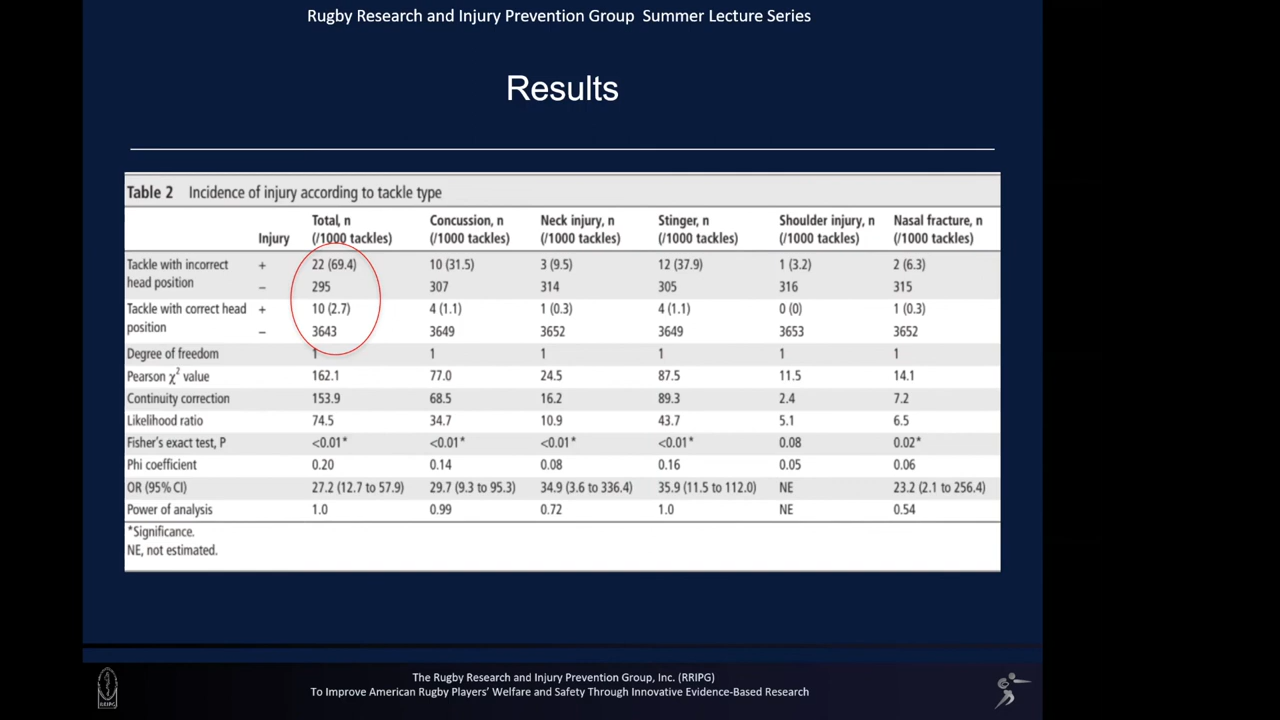 Rugby Research and Injury Prevention Group Summer Lecture Series
Results
Table 2 Incidence of injury according to tackle type
Injury Total, n (/1000 tackles) Concussion, n (/1000 tackles) Neck injury, n (/1000 tackles) Stinger, n (/1000 tackles) Shoulder injury, n (/1000 tackles) Nasal fracture, n (/1000 tackles)
Tackle with incorrect + 22 (69.4) 10 (31.5) 3 (9.5) 12 (37.9) 1 (3.2) 2 (6.3)
head position – 295 307 314 305 316 315
Tackle with correct head + 10 (2.7) 4 (1.1) 1 (0.3) 4 (1.1) 0 (0) 1 (0.3)
position – 3643 3649 3652 3649 3653 3652
Degree of freedom 1 1 1 1 1 1
Pearson χ² value 162.1 77.0 24.5 87.5 11.5 14.1
Continuity correction 153.9 68.5 16.2 89.3 2.4 7.2
Likelihood ratio 74.5 34.7 10.9 43.7 5.1 6.5
Fisher's exact test, P <0.01* <0.01* <0.01* <0.01* 0.08 0.02*
Phi coefficient 0.20 0.14 0.08 0.16 0.05 0.06
OR (95% CI) 27.2 (12.7 to 57.9) 29.7 (9.3 to 95.3) 34.9 (3.6 to 336.4) 35.9 (11.5 to 112.0) NE 23.2 (2.1 to 256.4)
Power of analysis 1.0 0.99 0.72 1.0 NE 0.54
*Significance.
NE, not estimated.
The Rugby Research and Injury Prevention Group, Inc. (RRIPG)
To Improve American Rugby Players' Welfare and Safety Through Innovative Evidence-Based Research
RRIPG